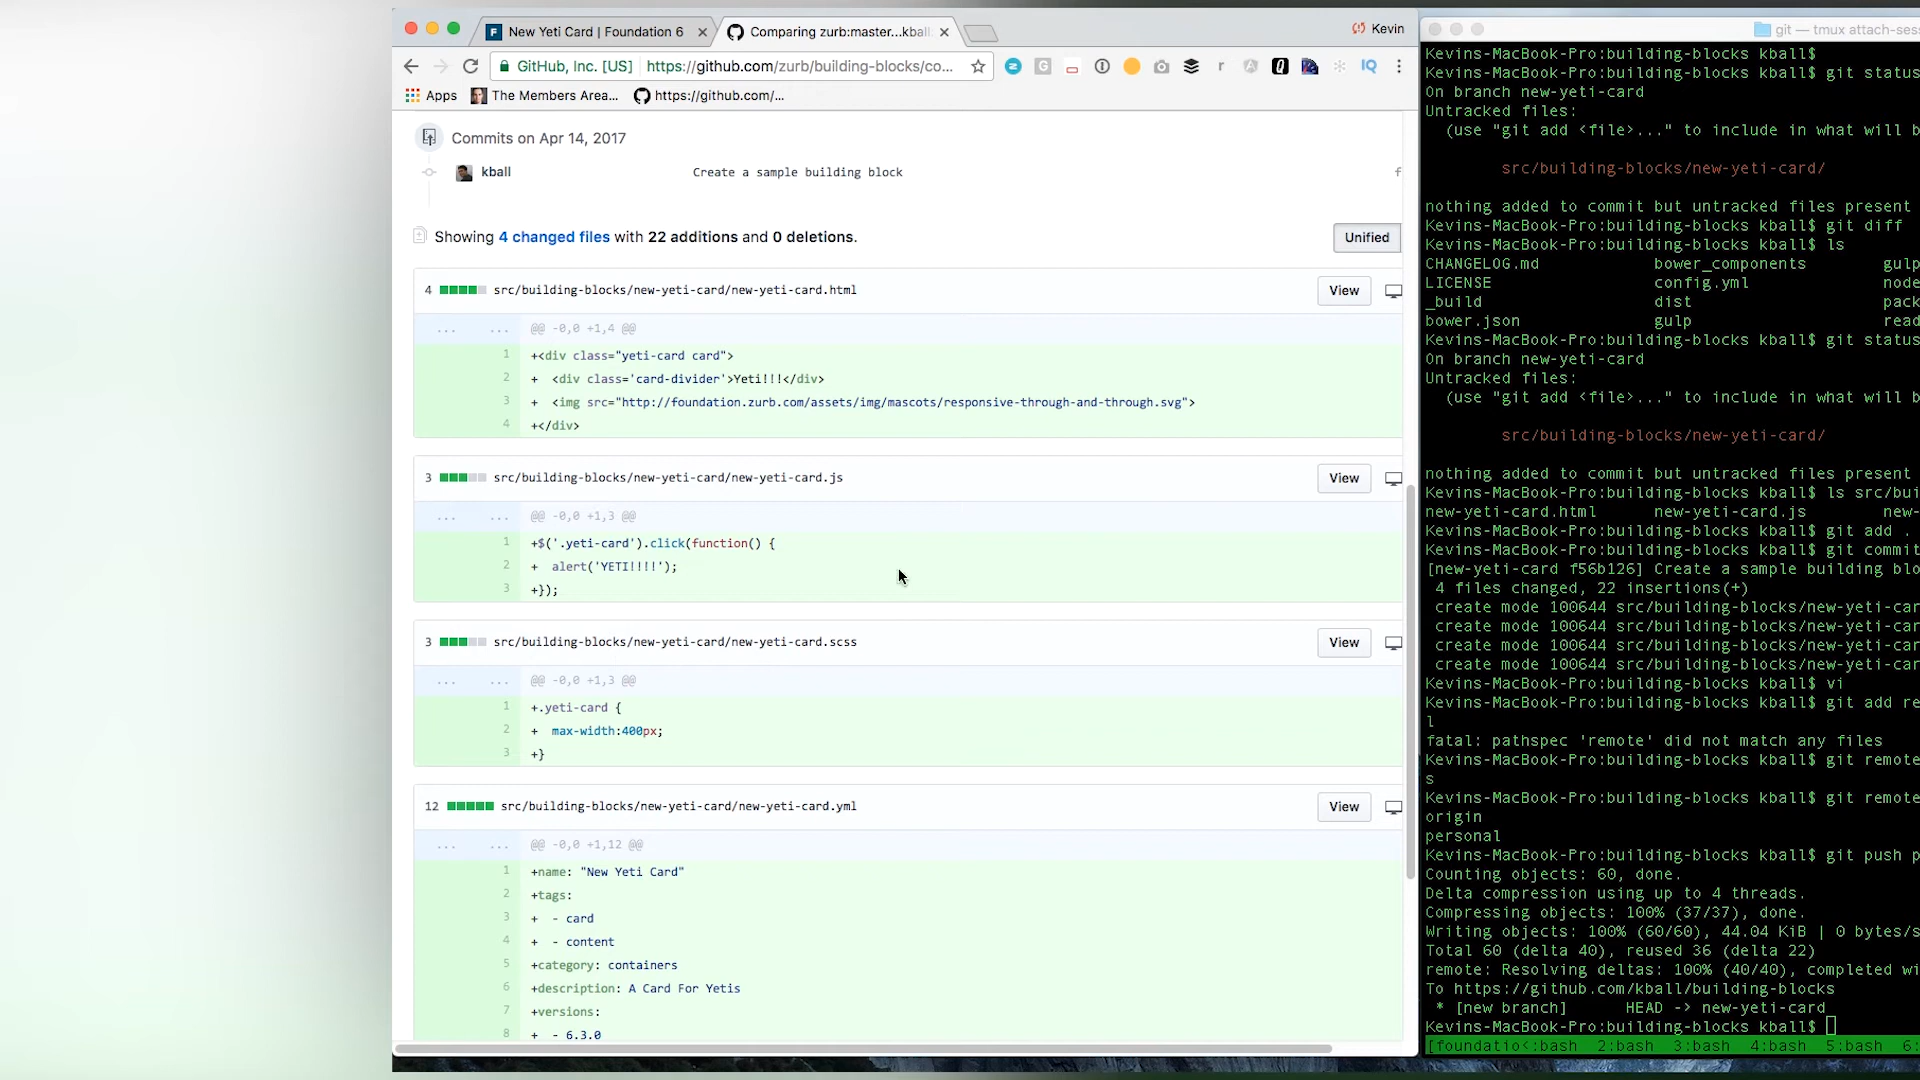 New Yeti Card | Foundation 6
Comparing zurb:master...kball:
Kevin
GitHub, Inc. [US] https://github.com/zurb/building-blocks/co...
Apps The Members Area... https://github.com/...
Commits on Apr 14, 2017
kball Create a sample building block f
Showing 4 changed files with 22 additions and 0 deletions.
Unified
4 src/building-blocks/new-yeti-card/new-yeti-card.html View
... ... @@ -0,0 +1,4 @@
1 +<div class="yeti-card card">
2 +  <div class='card-divider'>Yeti!!!</div>
3 +  <img src="http://foundation.zurb.com/assets/img/mascots/responsive-through-and-through.svg">
4 +</div>
3 src/building-blocks/new-yeti-card/new-yeti-card.js View
... ... @@ -0,0 +1,3 @@
1 +$('.yeti-card').click(function() {
2 +  alert('YETI!!!!');
3 +});
3 src/building-blocks/new-yeti-card/new-yeti-card.scss View
... ... @@ -0,0 +1,3 @@
1 +.yeti-card {
2 +  max-width:400px;
3 +}
12 src/building-blocks/new-yeti-card/new-yeti-card.yml View
... ... @@ -0,0 +1,12 @@
1 +name: "New Yeti Card"
2 +tags:
3 +  - card
4 +  - content
5 +category: containers
6 +description: A Card For Yetis
7 +versions:
8 +  - 6.3.0
git — tmux attach-ses
Kevins-MacBook-Pro:building-blocks kball$
Kevins-MacBook-Pro:building-blocks kball$ git status
On branch new-yeti-card
Untracked files:
(use "git add <file>..." to include in what will b
src/building-blocks/new-yeti-card/
nothing added to commit but untracked files present
Kevins-MacBook-Pro:building-blocks kball$ git diff
Kevins-MacBook-Pro:building-blocks kball$ ls
CHANGELOG.md bower_components gulp
LICENSE config.yml node
_build dist pack
bower.json gulp read
Kevins-MacBook-Pro:building-blocks kball$ git status
On branch new-yeti-card
Untracked files:
(use "git add <file>..." to include in what will b
src/building-blocks/new-yeti-card/
nothing added to commit but untracked files present
Kevins-MacBook-Pro:building-blocks kball$ ls src/bui
new-yeti-card.html new-yeti-card.js new-
Kevins-MacBook-Pro:building-blocks kball$ git add .
Kevins-MacBook-Pro:building-blocks kball$ git commit
[new-yeti-card f56b126] Create a sample building blo
4 files changed, 22 insertions(+)
create mode 100644 src/building-blocks/new-yeti-car
create mode 100644 src/building-blocks/new-yeti-car
create mode 100644 src/building-blocks/new-yeti-car
create mode 100644 src/building-blocks/new-yeti-car
Kevins-MacBook-Pro:building-blocks kball$ vi
Kevins-MacBook-Pro:building-blocks kball$ git add re
l
fatal: pathspec 'remote' did not match any files
Kevins-MacBook-Pro:building-blocks kball$ git remote
s
Kevins-MacBook-Pro:building-blocks kball$ git remote
origin
personal
Kevins-MacBook-Pro:building-blocks kball$ git push p
Counting objects: 60, done.
Delta compression using up to 4 threads.
Compressing objects: 100% (37/37), done.
Writing objects: 100% (60/60), 44.04 KiB | 0 bytes/s
Total 60 (delta 40), reused 36 (delta 22)
remote: Resolving deltas: 100% (40/40), completed wi
To https://github.com/kball/building-blocks
* [new branch] HEAD -> new-yeti-card
Kevins-MacBook-Pro:building-blocks kball$
[foundatio<:bash 2:bash 3:bash 4:bash 5:bash 6: